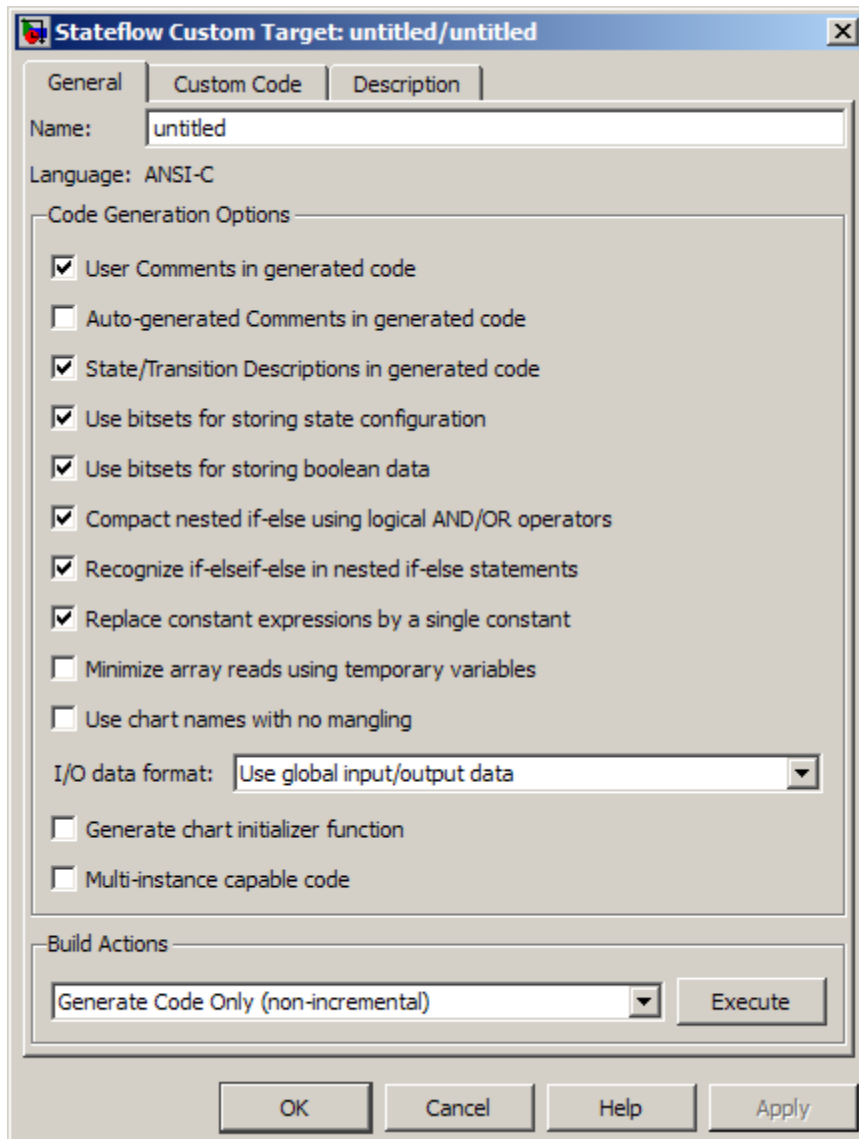 Stateflow Custom Target: untitled/untitled
General Custom Code Description
Name: untitled
Language: ANSI-C
Code Generation Options
User Comments in generated code
Auto-generated Comments in generated code
State/Transition Descriptions in generated code
Use bitsets for storing state configuration
Use bitsets for storing boolean data
Compact nested if-else using logical AND/OR operators
Recognize if-elseif-else in nested if-else statements
Replace constant expressions by a single constant
Minimize array reads using temporary variables
Use chart names with no mangling
I/O data format: Use global input/output data
Generate chart initializer function
Multi-instance capable code
Build Actions
Generate Code Only (non-incremental) Execute
OK Cancel Help Apply